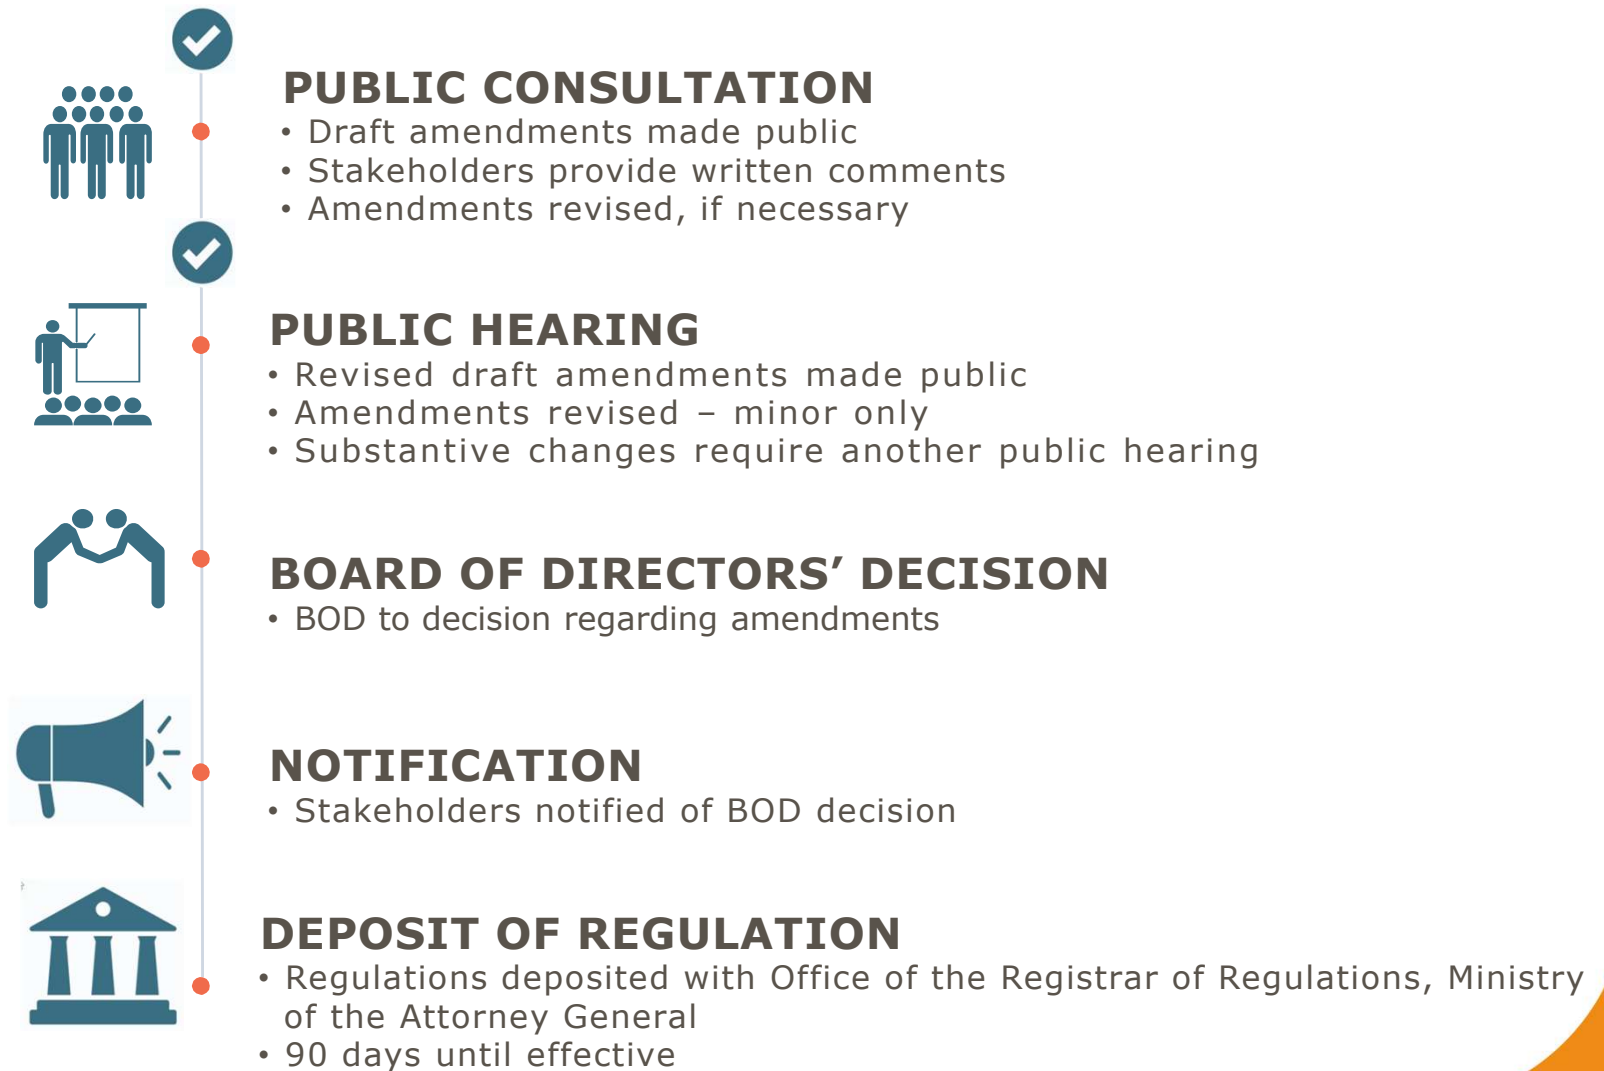 PUBLIC CONSULTATION
• Draft amendments made public
• Stakeholders provide written comments
• Amendments revised, if necessary
PUBLIC HEARING
• Revised draft amendments made public
• Amendments revised – minor only
• Substantive changes require another public hearing
BOARD OF DIRECTORS’ DECISION
• BOD to decision regarding amendments
NOTIFICATION
• Stakeholders notified of BOD decision
DEPOSIT OF REGULATION
• Regulations deposited with Office of the Registrar of Regulations, Ministry
of the Attorney General
• 90 days until effective